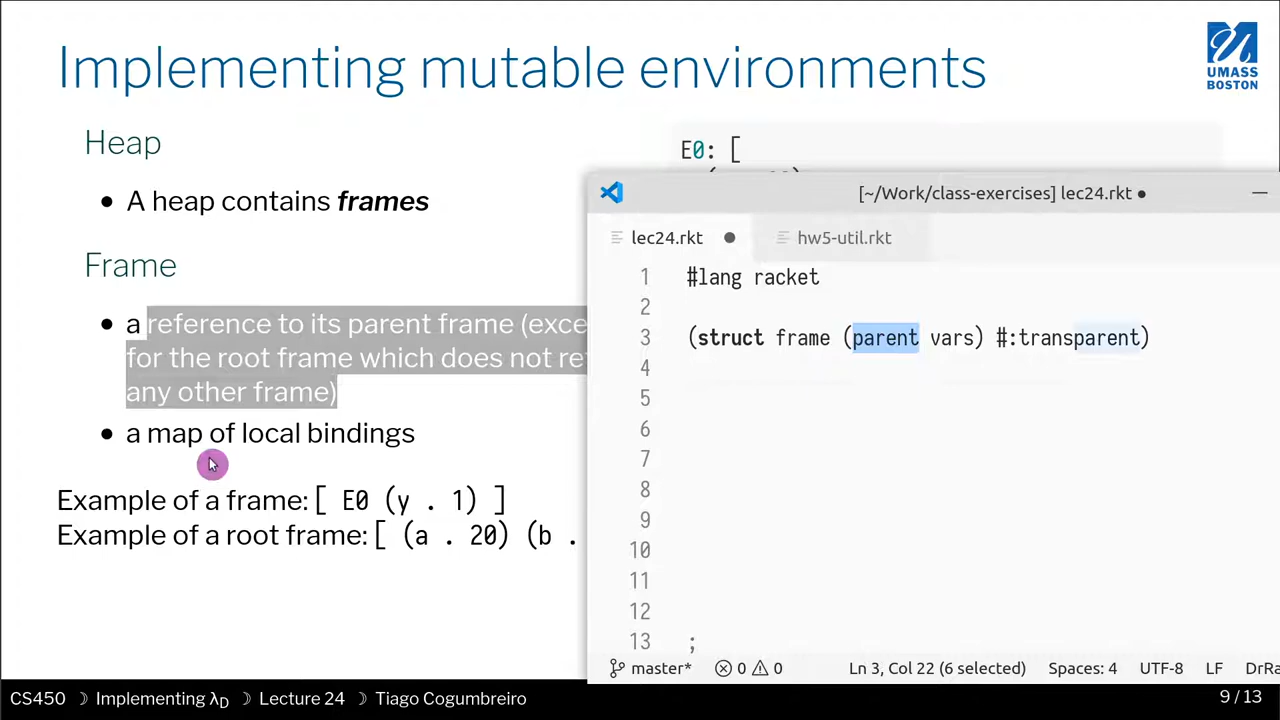 Implementing mutable environments
UMASS
BOSTON
Heap
E0: [
• A heap contains frames
[~/Work/class-exercises] lec24.rkt ●
lec24.rkt ●
hw5-util.rkt
Frame
• a reference to its parent frame (exce
for the root frame which does not re
any other frame)
• a map of local bindings
Example of a frame: [ E0 (y . 1) ]
Example of a root frame: [ (a . 20) (b .
1 #lang racket
2
3 (struct frame (parent vars) #:transparent)
4
5
6
7
8
9
10
11
12
13 ;
master* 0 0 Ln 3, Col 22 (6 selected) Spaces: 4 UTF-8 LF DrRa
CS450 ☽ Implementing λD ☽ Lecture 24 ☽ Tiago Cogumbreiro
9 / 13